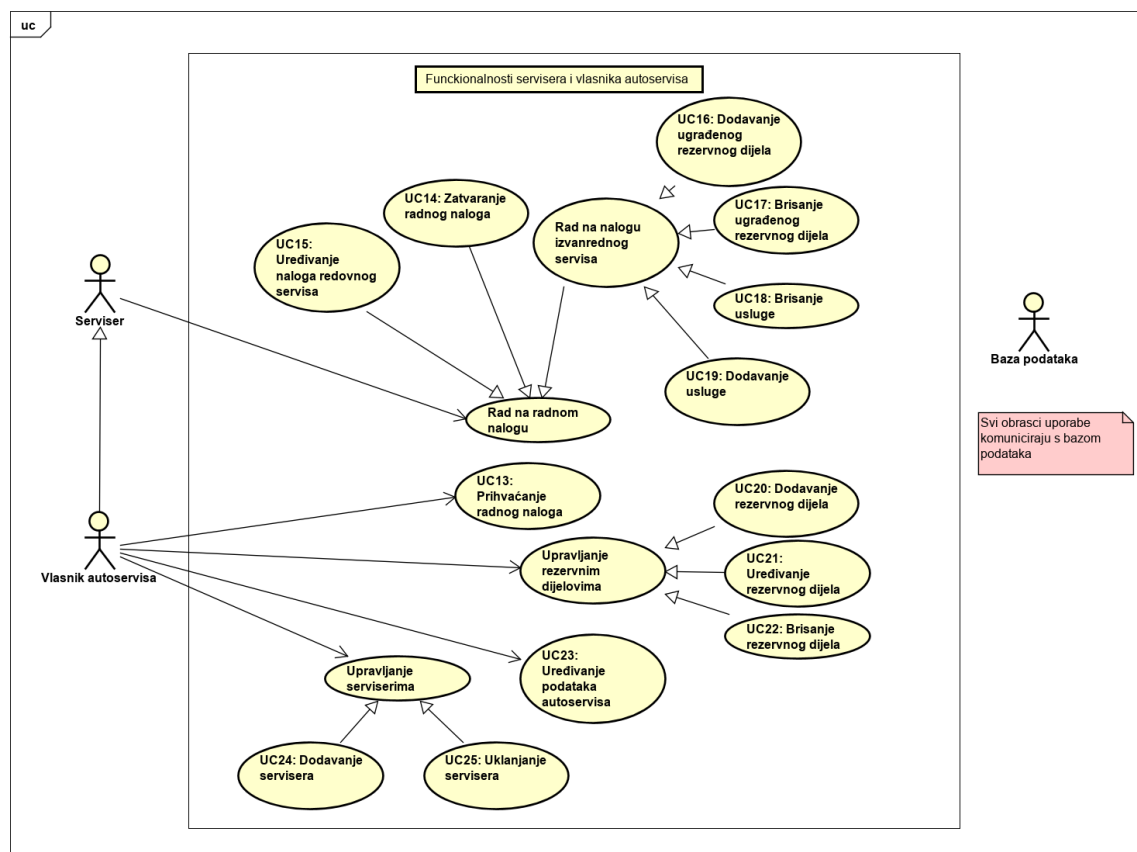 uc
Funckionalnosti servisera i vlasnika autoservisa
UC16: Dodavanje
ugrađenog
rezervnog dijela
UC14: Zatvaranje
radnog naloga
UC17: Brisanje
ugrađenog
rezervnog dijela
Rad na nalogu
izvanrednog
servisa
UC15:
Uređivanje
naloga redovnog
servisa
UC18: Brisanje
usluge
Serviser
Baza podataka
UC19: Dodavanje
usluge
Rad na radnom
nalogu
Svi obrasci uporabe
komuniciraju s bazom
podataka
UC13:
Prihvaćanje
radnog naloga
UC20: Dodavanje
rezervnog dijela
Vlasnik autoservisa
Upravljanje
rezervnim
dijelovima
UC21:
Uređivanje
rezervnog dijela
UC22: Brisanje
rezervnog dijela
UC23:
Uređivanje
podataka
autoservisa
Upravljanje
serviserima
UC24: Dodavanje
servisera
UC25: Uklanjanje
servisera